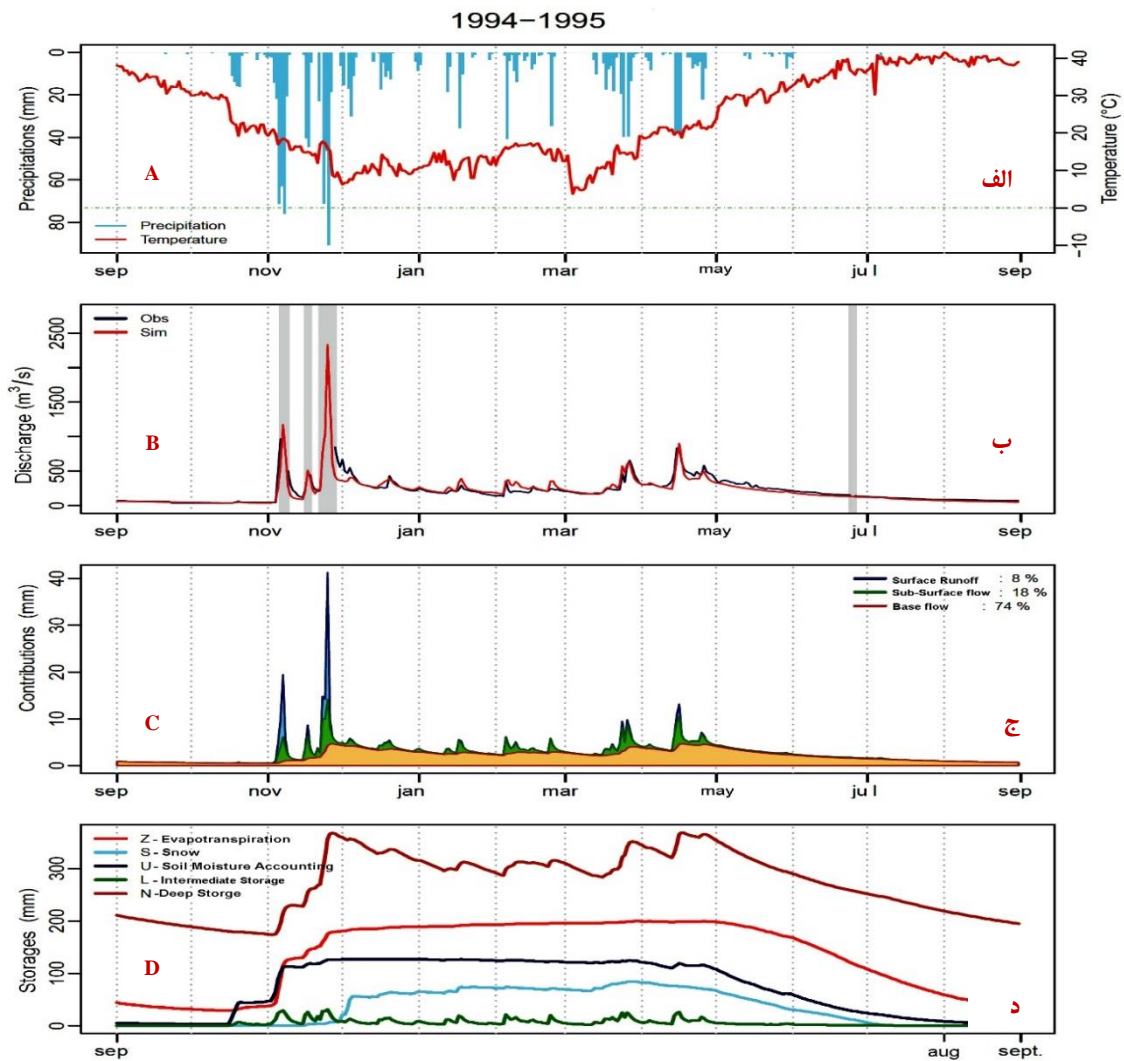 1994–1995
Precipitations (mm)
0
20
40
60
80
A
الف
Precipitation
Temperature
40
30
20
10
0
−10
Temperature (°C)
sep nov jan mar may jul sep
Discharge (m³/s)
2500
1500
500
0
Obs
Sim
B
ب
sep nov jan mar may jul sep
Contributions (mm)
40
30
20
10
0
Surface Runoff : 8 %
Sub-Surface flow : 18 %
Base flow : 74 %
C
ج
sep nov jan mar may jul sep
Storages (mm)
300
200
100
0
Z - Evapotranspiration
S - Snow
U - Soil Moisture Accounting
L - Intermediate Storage
N -Deep Storge
D
د
sep aug sept.